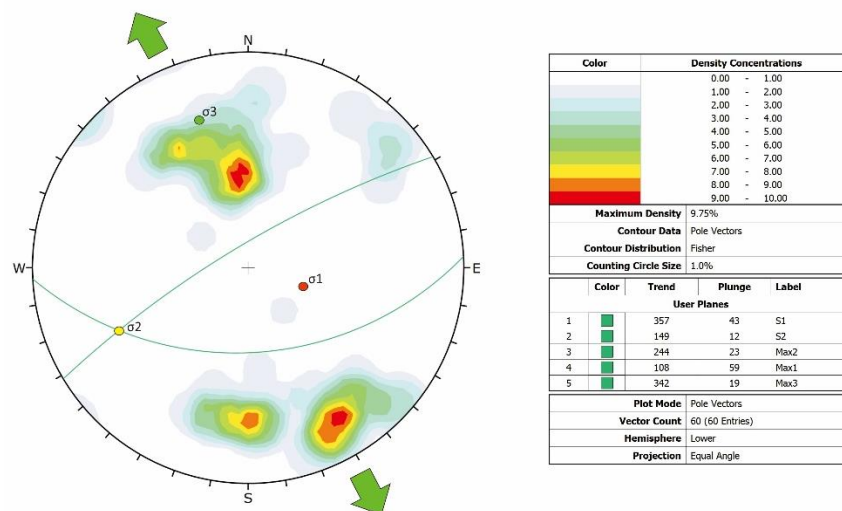 N
σ3
W
E
σ1
σ2
S
Color Density Concentrations
0.00 - 1.00
1.00 - 2.00
2.00 - 3.00
3.00 - 4.00
4.00 - 5.00
5.00 - 6.00
6.00 - 7.00
7.00 - 8.00
8.00 - 9.00
9.00 - 10.00
Maximum Density 9.75%
Contour Data Pole Vectors
Contour Distribution Fisher
Counting Circle Size 1.0%
Color Trend Plunge Label
User Planes
1 357 43 S1
2 149 12 S2
3 244 23 Max2
4 108 59 Max1
5 342 19 Max3
Plot Mode Pole Vectors
Vector Count 60 (60 Entries)
Hemisphere Lower
Projection Equal Angle